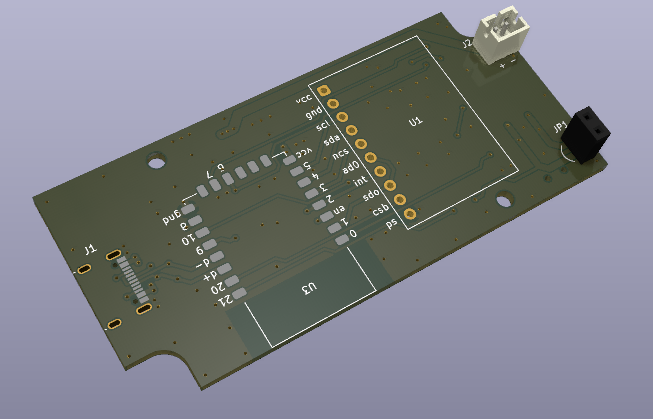 J2
+ -
JP1
U1
vcc
gnd
scl
sda
ncs
ad0
int
sdo
csb
ps
J1
7 6
vcc
5
4
3
2
en
1
0
gnd
a
10
9
d-
d+
20
21
U3